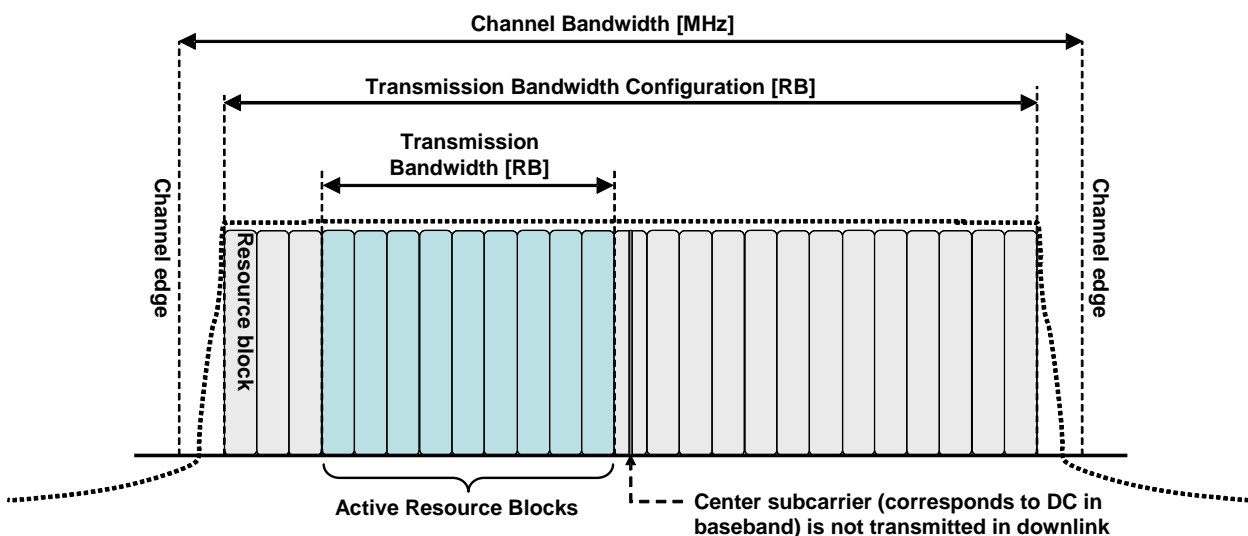 Channel Bandwidth [MHz]
Transmission Bandwidth Configuration [RB]
Transmission
Bandwidth [RB]
Channel edge
Channel edge
Resource block
Active Resource Blocks
Center subcarrier (corresponds to DC in
baseband) is not transmitted in downlink